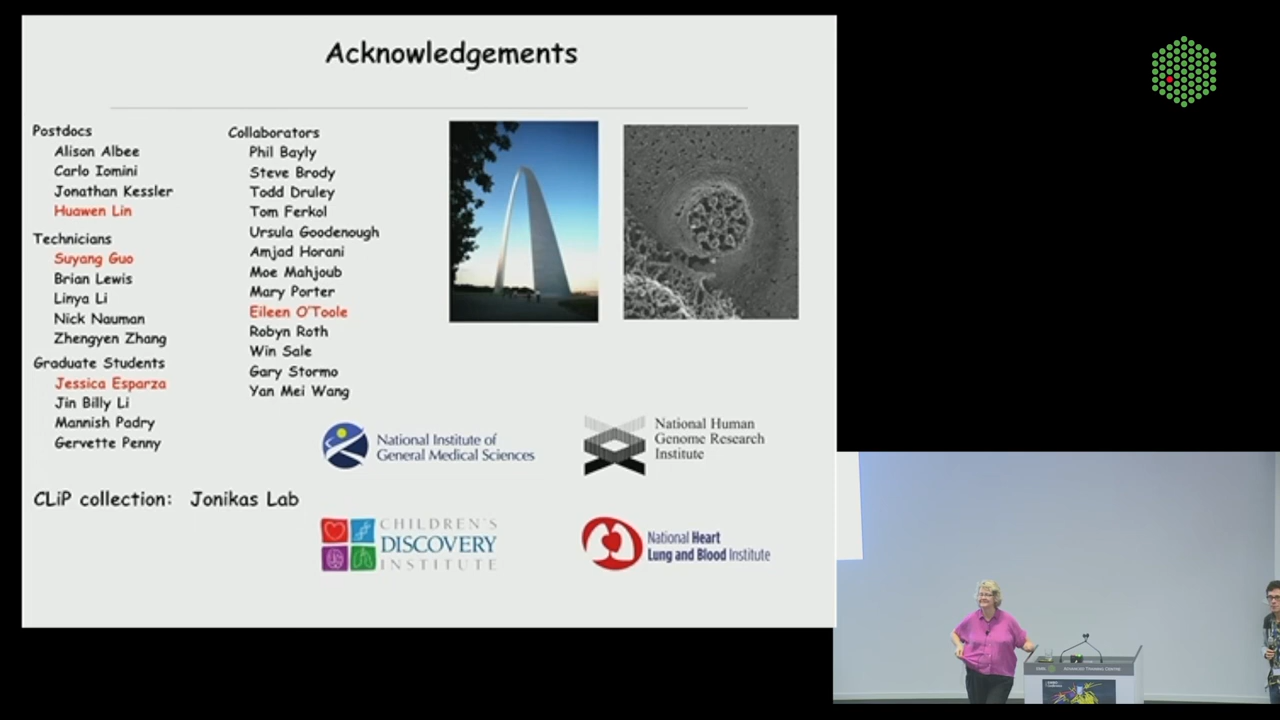 Acknowledgements
Postdocs
Alison Albee
Carlo Iomini
Jonathan Kessler
Huawen Lin
Technicians
Suyang Guo
Brian Lewis
Linya Li
Nick Nauman
Zhengyen Zhang
Graduate Students
Jessica Esparza
Jin Billy Li
Mannish Padry
Gervette Penny
CLiP collection: Jonikas Lab
Collaborators
Phil Bayly
Steve Brody
Todd Druley
Tom Ferkol
Ursula Goodenough
Amjad Horani
Moe Mahjoub
Mary Porter
Eileen O'Toole
Robyn Roth
Win Sale
Gary Stormo
Yan Mei Wang
National Institute of
General Medical Sciences
National Human
Genome Research
Institute
CHILDREN'S
DISCOVERY
INSTITUTE
National Heart
Lung and Blood Institute